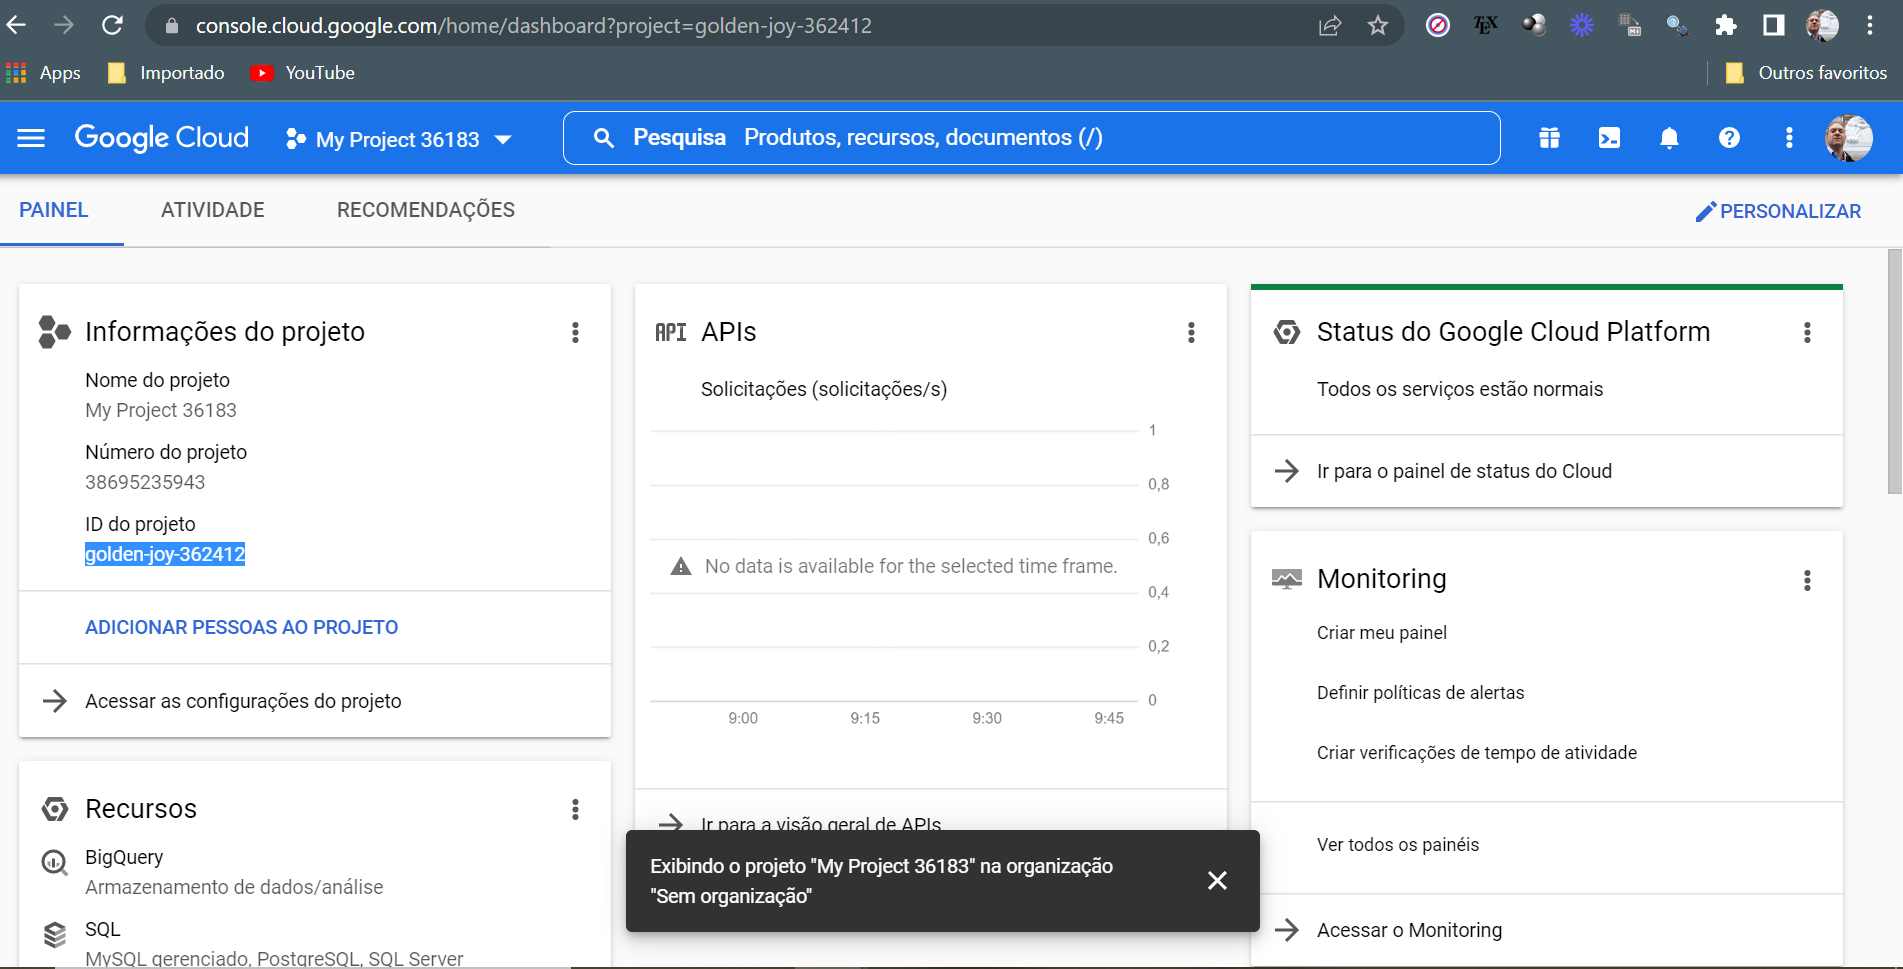 console.cloud.google.com/home/dashboard?project=golden-joy-362412
Apps
Importado
YouTube
Outros favoritos
Google Cloud
My Project 36183
Pesquisa Produtos, recursos, documentos (/)
PAINEL
ATIVIDADE
RECOMENDAÇÕES
PERSONALIZAR
Informações do projeto
Nome do projeto
My Project 36183
Número do projeto
38695235943
ID do projeto
golden-joy-362412
ADICIONAR PESSOAS AO PROJETO
Acessar as configurações do projeto
Recursos
BigQuery
Armazenamento de dados/análise
SQL
MySQL gerenciado, PostgreSQL, SQL Server
API APIs
Solicitações (solicitações/s)
1
0,8
0,6
No data is available for the selected time frame.
0,4
0,2
0
9:00
9:15
9:30
9:45
Ir para a visão geral de APIs
Exibindo o projeto "My Project 36183" na organização
"Sem organização"
Status do Google Cloud Platform
Todos os serviços estão normais
Ir para o painel de status do Cloud
Monitoring
Criar meu painel
Definir políticas de alertas
Criar verificações de tempo de atividade
Ver todos os painéis
Acessar o Monitoring